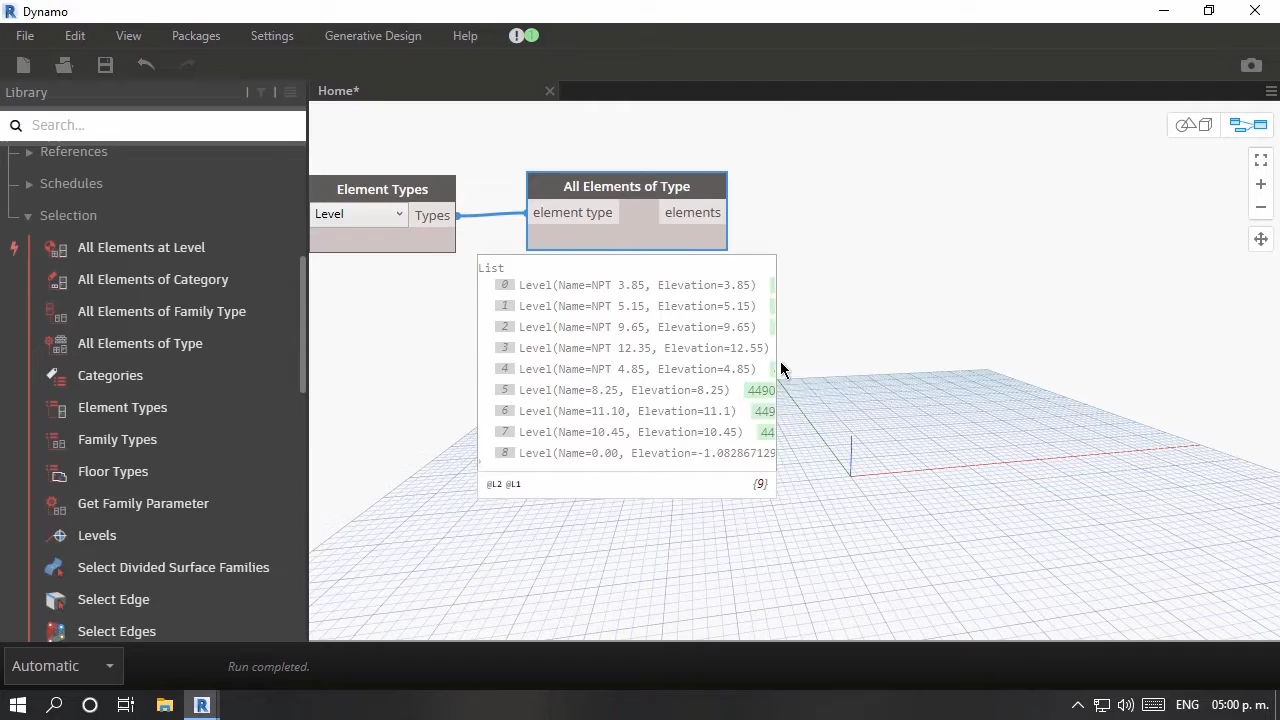 Dynamo
File Edit View Packages Settings Generative Design Help
Library
Home*
Search...
References
Schedules
Selection
All Elements at Level
All Elements of Category
All Elements of Family Type
All Elements of Type
Categories
Element Types
Family Types
Floor Types
Get Family Parameter
Levels
Select Divided Surface Families
Select Edge
Select Edges
Element Types
Level Types
All Elements of Type
element type elements
List
0 Level(Name=NPT 3.85, Elevation=3.85)
1 Level(Name=NPT 5.15, Elevation=5.15)
2 Level(Name=NPT 9.65, Elevation=9.65)
3 Level(Name=NPT 12.35, Elevation=12.55)
4 Level(Name=NPT 4.85, Elevation=4.85)
5 Level(Name=8.25, Elevation=8.25) 4490
6 Level(Name=11.10, Elevation=11.1) 449
7 Level(Name=10.45, Elevation=10.45) 44
8 Level(Name=0.00, Elevation=-1.082867129
@L2 @L1 {9}
Automatic
Run completed.
ENG 05:00 p. m.